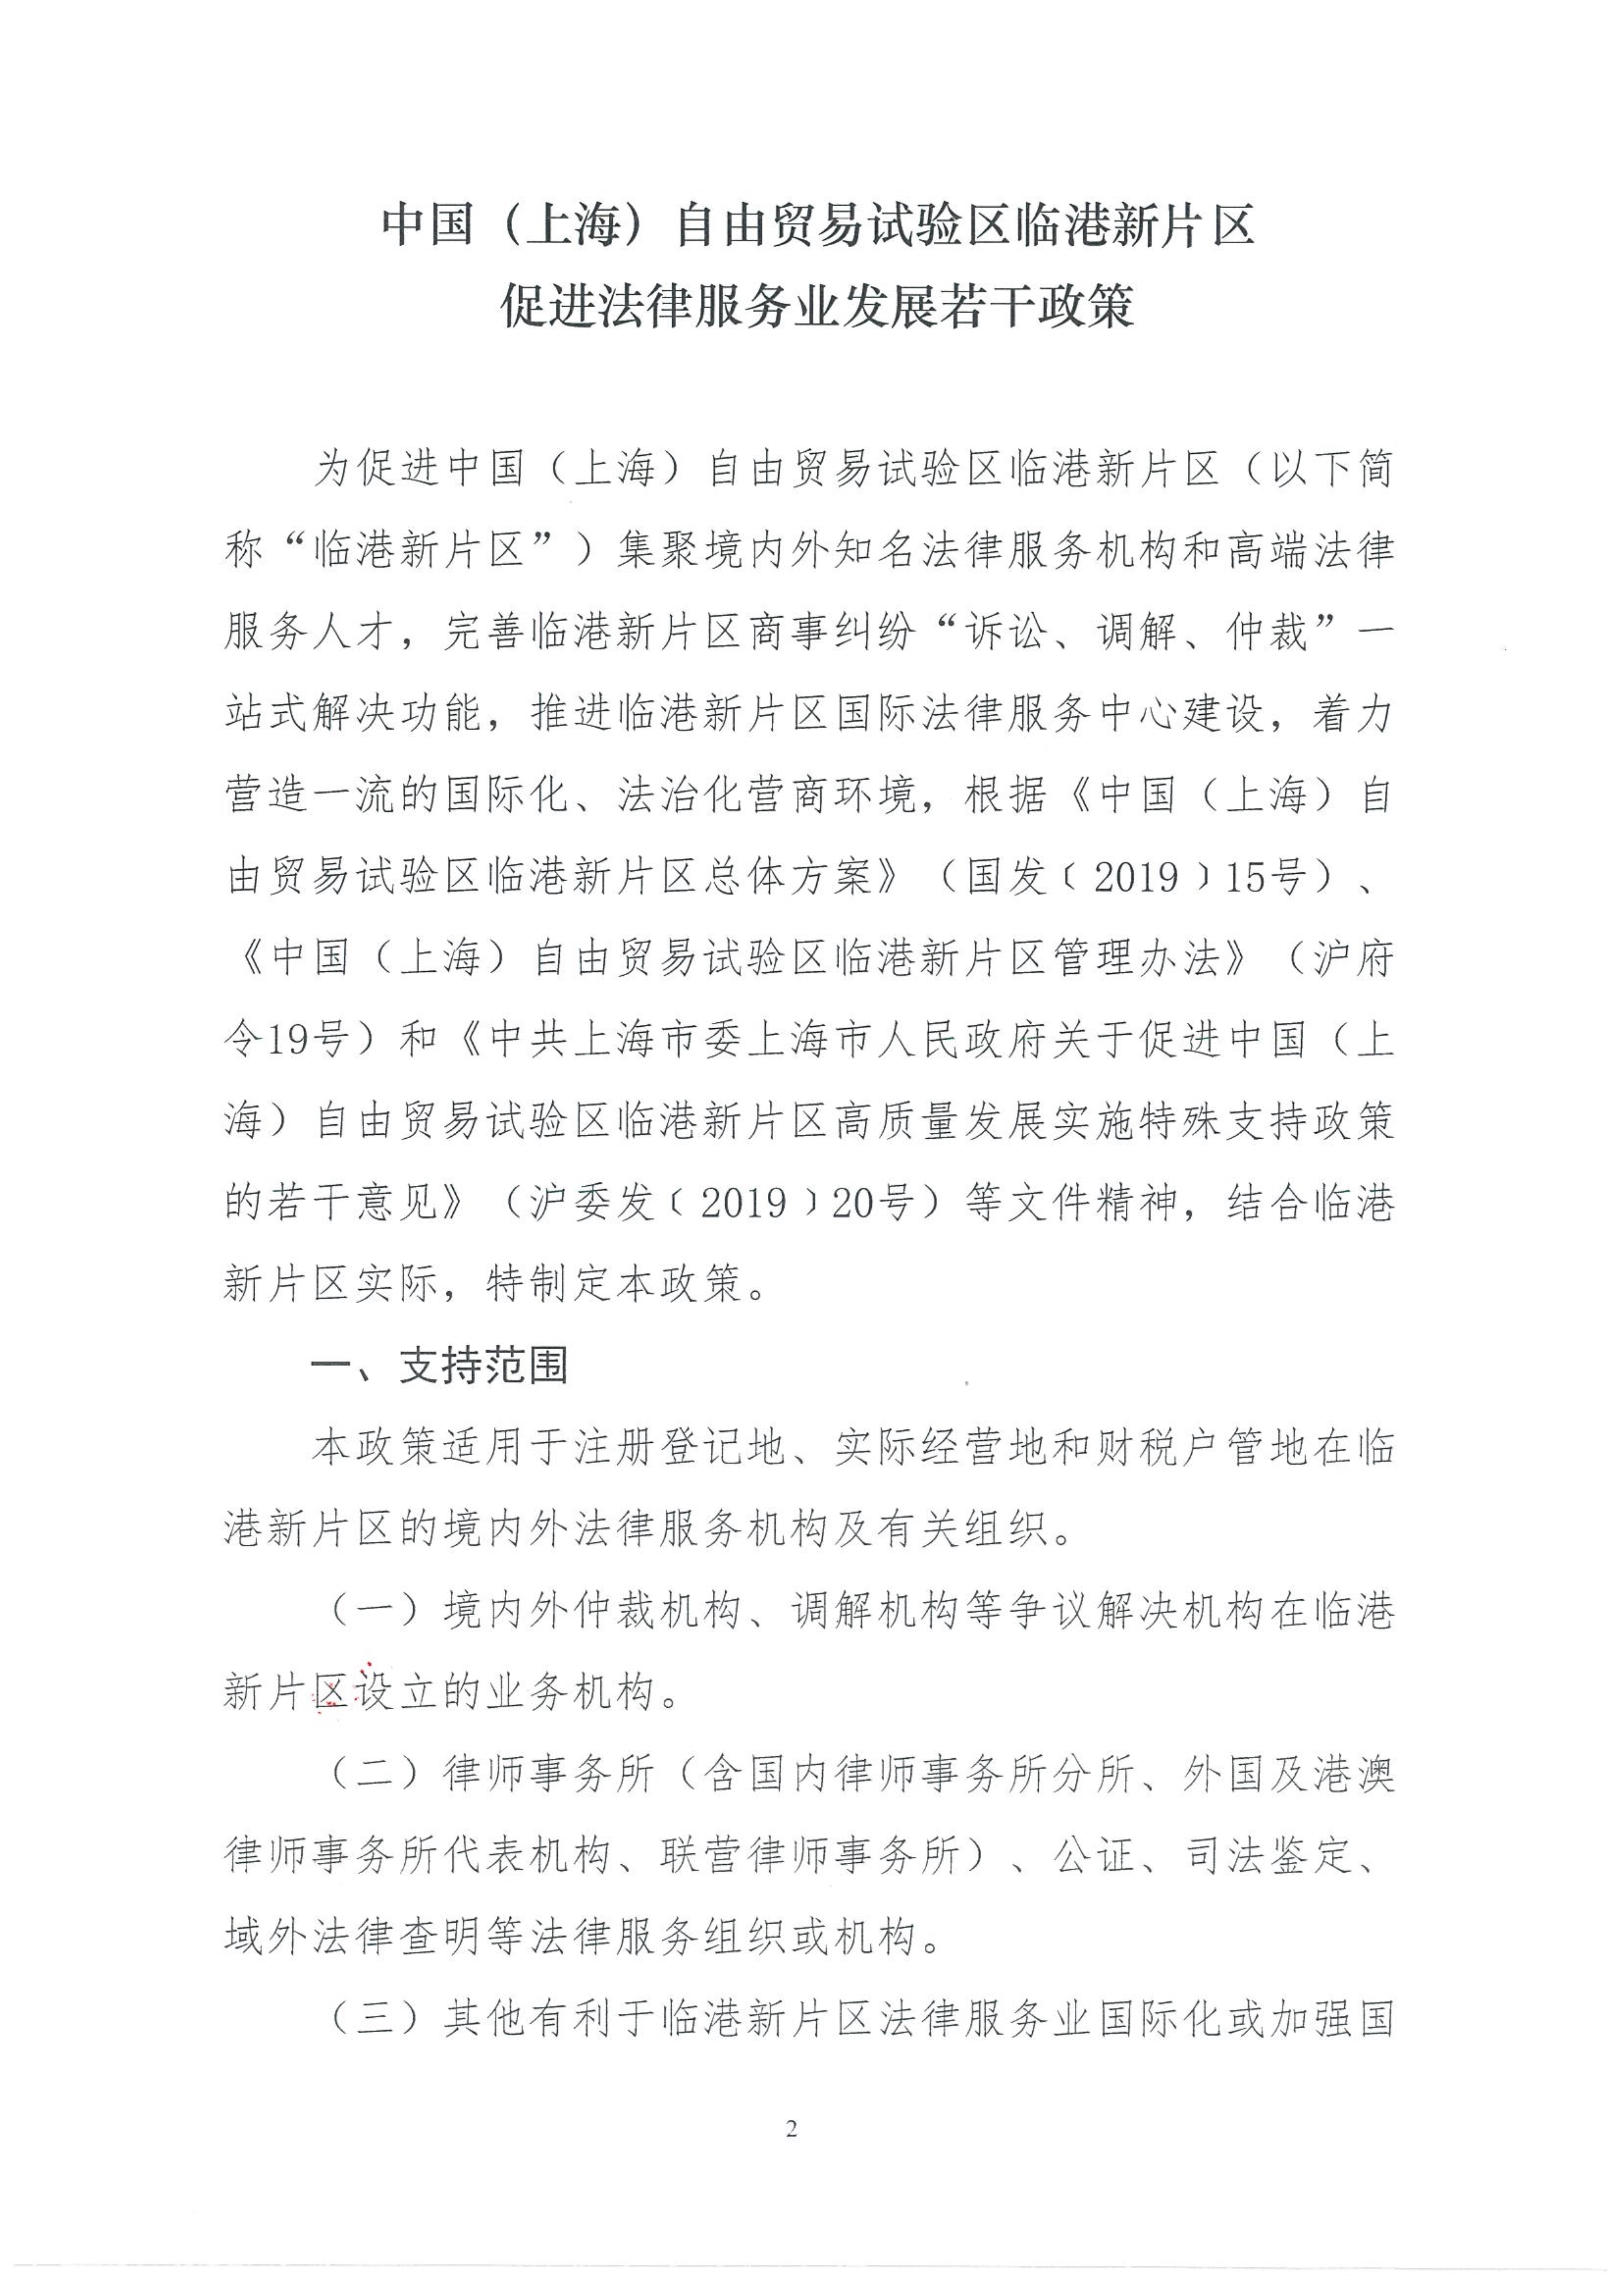 中国（上海）自由贸易试验区临港新片区
促进法律服务业发展若干政策
为促进中国（上海）自由贸易试验区临港新片区（以下简
称“临港新片区”）集聚境内外知名法律服务机构和高端法律
服务人才，完善临港新片区商事纠纷“诉讼、调解、仲裁”一
站式解决功能，推进临港新片区国际法律服务中心建设，着力
营造一流的国际化、法治化营商环境，根据《中国（上海）自
由贸易试验区临港新片区总体方案》（国发﹝2019﹞15号）、
《中国（上海）自由贸易试验区临港新片区管理办法》（沪府
令19号）和《中共上海市委上海市人民政府关于促进中国（上
海）自由贸易试验区临港新片区高质量发展实施特殊支持政策
的若干意见》（沪委发﹝2019﹞20号）等文件精神，结合临港
新片区实际，特制定本政策。
一、支持范围
本政策适用于注册登记地、实际经营地和财税户管地在临
港新片区的境内外法律服务机构及有关组织。
（一）境内外仲裁机构、调解机构等争议解决机构在临港
新片区设立的业务机构。
（二）律师事务所（含国内律师事务所分所、外国及港澳
律师事务所代表机构、联营律师事务所）、公证、司法鉴定、
域外法律查明等法律服务组织或机构。
（三）其他有利于临港新片区法律服务业国际化或加强国
2